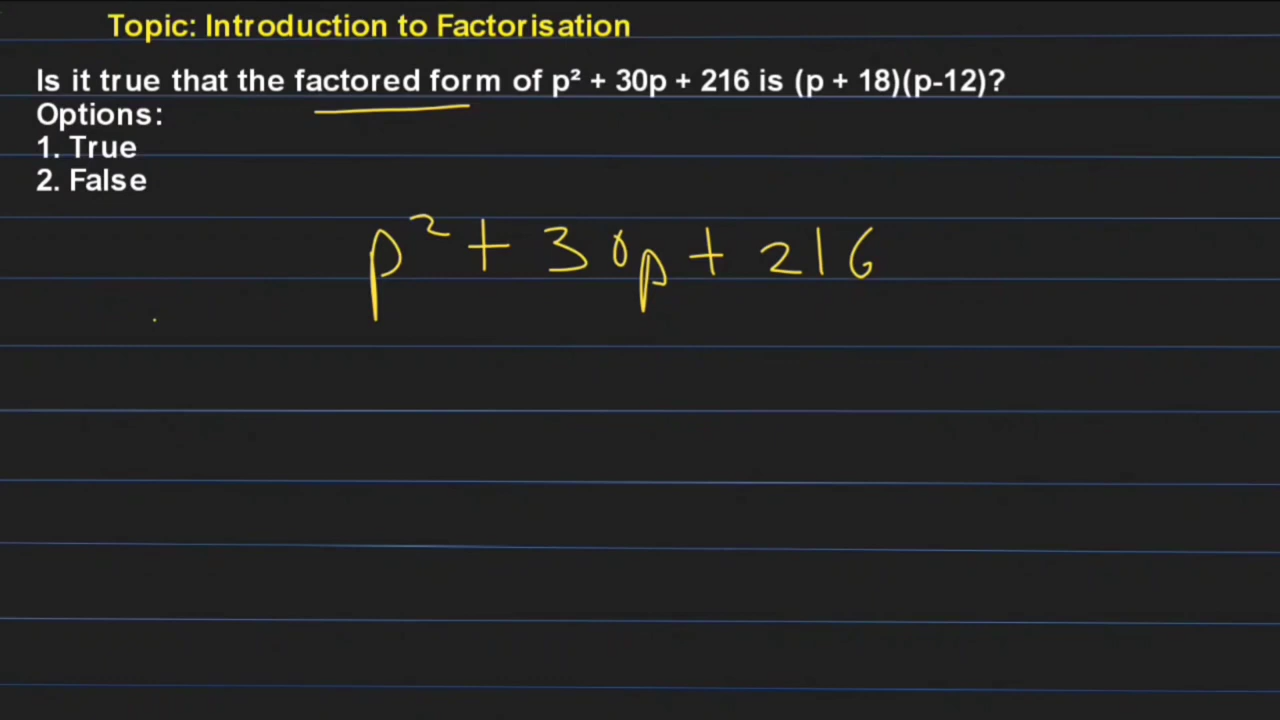 Topic: Introduction to Factorisation
Is it true that the factored form of p² + 30p + 216 is (p + 18)(p-12)?
Options:
1. True
2. False
p² + 30p + 216